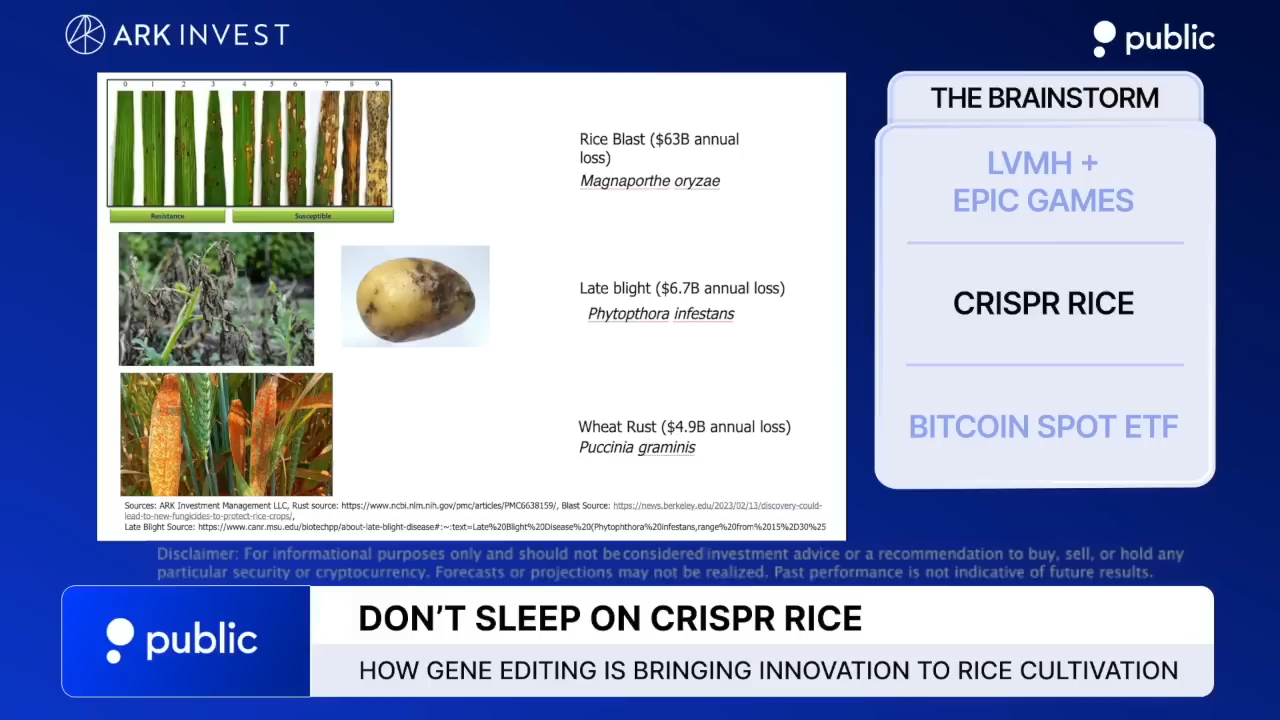 ARK INVEST
public
0 1 2 3 4 5 6 7 8 9
Resistance
Susceptible
Rice Blast ($63B annual
loss)
Magnaporthe oryzae
Late blight ($6.7B annual loss)
Phytopthora infestans
Wheat Rust ($4.9B annual loss)
Puccinia graminis
Sources: ARK Investment Management LLC, Rust source: https://www.ncbi.nlm.nih.gov/pmc/articles/PMC6638159/, Blast Source: https://news.berkeley.edu/2023/02/13/discovery-could-
lead-to-new-fungicides-to-protect-rice-crops/,
Late Blight Source: https://www.canr.msu.edu/biotechpp/about-late-blight-disease#:~:text=Late%20Blight%20Disease%20(Phytophthora%20infestans,range%20from%2015%2D30%25
THE BRAINSTORM
LVMH +
EPIC GAMES
CRISPR RICE
BITCOIN SPOT ETF
Disclaimer: For informational purposes only and should not be considered investment advice or a recommendation to buy, sell, or hold any
particular security or cryptocurrency. Forecasts or projections may not be realized. Past performance is not indicative of future results.
public
DON'T SLEEP ON CRISPR RICE
HOW GENE EDITING IS BRINGING INNOVATION TO RICE CULTIVATION